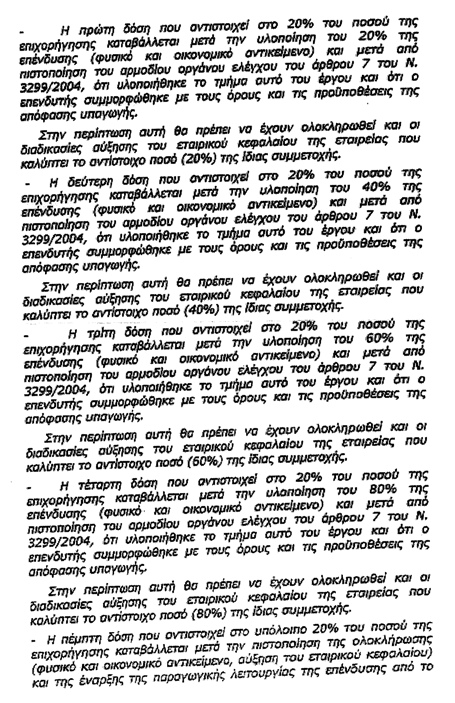 - Η πρώτη δόση που αντιστοιχεί στο 20% του ποσού της
επιχορήγησης καταβάλλεται μετά την υλοποίηση του 20% της
επένδυσης (φυσικό και οικονομικό αντικείμενο) και μετά από
πιστοποίηση του αρμοδίου οργάνου ελέγχου του άρθρου 7 του Ν.
3299/2004, ότι υλοποιήθηκε το τμήμα αυτό του έργου και ότι ο
επενδυτής συμμορφώθηκε με τους όρους και τις προϋποθέσεις της
απόφασης υπαγωγής.
Στην περίπτωση αυτή θα πρέπει να έχουν ολοκληρωθεί και οι
διαδικασίες αύξησης του εταιρικού κεφαλαίου της εταιρείας που
καλύπτει το αντίστοιχο ποσό (20%) της ίδιας συμμετοχής.
- Η δεύτερη δόση που αντιστοιχεί στο 20% του ποσού της
επιχορήγησης καταβάλλεται μετά την υλοποίηση του 40% της
επένδυσης (φυσικό και οικονομικό αντικείμενο) και μετά από
πιστοποίηση του αρμοδίου οργάνου ελέγχου του άρθρου 7 του Ν.
3299/2004, ότι υλοποιήθηκε το τμήμα αυτό του έργου και ότι ο
επενδυτής συμμορφώθηκε με τους όρους και τις προϋποθέσεις της
απόφασης υπαγωγής.
Στην περίπτωση αυτή θα πρέπει να έχουν ολοκληρωθεί και οι
διαδικασίες αύξησης του εταιρικού κεφαλαίου της εταιρείας που
καλύπτει το αντίστοιχο ποσό (40%) της ίδιας συμμετοχής.
- Η τρίτη δόση που αντιστοιχεί στο 20% του ποσού της
επιχορήγησης καταβάλλεται μετά την υλοποίηση του 60% της
επένδυσης (φυσικό και οικονομικό αντικείμενο) και μετά από
πιστοποίηση του αρμοδίου οργάνου ελέγχου του άρθρου 7 του Ν.
3299/2004, ότι υλοποιήθηκε το τμήμα αυτό του έργου και ότι ο
επενδυτής συμμορφώθηκε με τους όρους και τις προϋποθέσεις της
απόφασης υπαγωγής.
Στην περίπτωση αυτή θα πρέπει να έχουν ολοκληρωθεί και οι
διαδικασίες αύξησης του εταιρικού κεφαλαίου της εταιρείας που
καλύπτει το αντίστοιχο ποσό (60%) της ίδιας συμμετοχής.
- Η τέταρτη δόση που αντιστοιχεί στο 20% του ποσού της
επιχορήγησης καταβάλλεται μετά την υλοποίηση του 80% της
επένδυσης (φυσικό και οικονομικό αντικείμενο) και μετά από
πιστοποίηση του αρμοδίου οργάνου ελέγχου του άρθρου 7 του Ν.
3299/2004, ότι υλοποιήθηκε το τμήμα αυτό του έργου και ότι ο
επενδυτής συμμορφώθηκε με τους όρους και τις προϋποθέσεις της
απόφασης υπαγωγής.
Στην περίπτωση αυτή θα πρέπει να έχουν ολοκληρωθεί και οι
διαδικασίες αύξησης του εταιρικού κεφαλαίου της εταιρείας που
καλύπτει το αντίστοιχο ποσό (80%) της ίδιας συμμετοχής.
- Η πέμπτη δόση που αντιστοιχεί στο υπόλοιπο 20% του ποσού της
επιχορήγησης καταβάλλεται μετά την πιστοποίηση της ολοκλήρωσης
(φυσικό και οικονομικό αντικείμενο, αύξηση του εταιρικού κεφαλαίου)
και της έναρξης της παραγωγικής λειτουργίας της επένδυσης από το